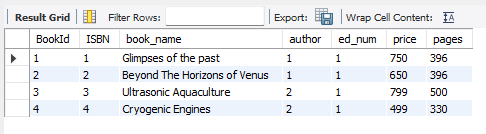 Result Grid Filter Rows: Export: Wrap Cell Content: IA
BookId ISBN book_name author ed_num price pages
1 1 Glimpses of the past 1 1 750 396
2 2 Beyond The Horizons of Venus 1 1 650 396
3 3 Ultrasonic Aquaculture 2 1 799 500
4 4 Cryogenic Engines 2 1 499 330